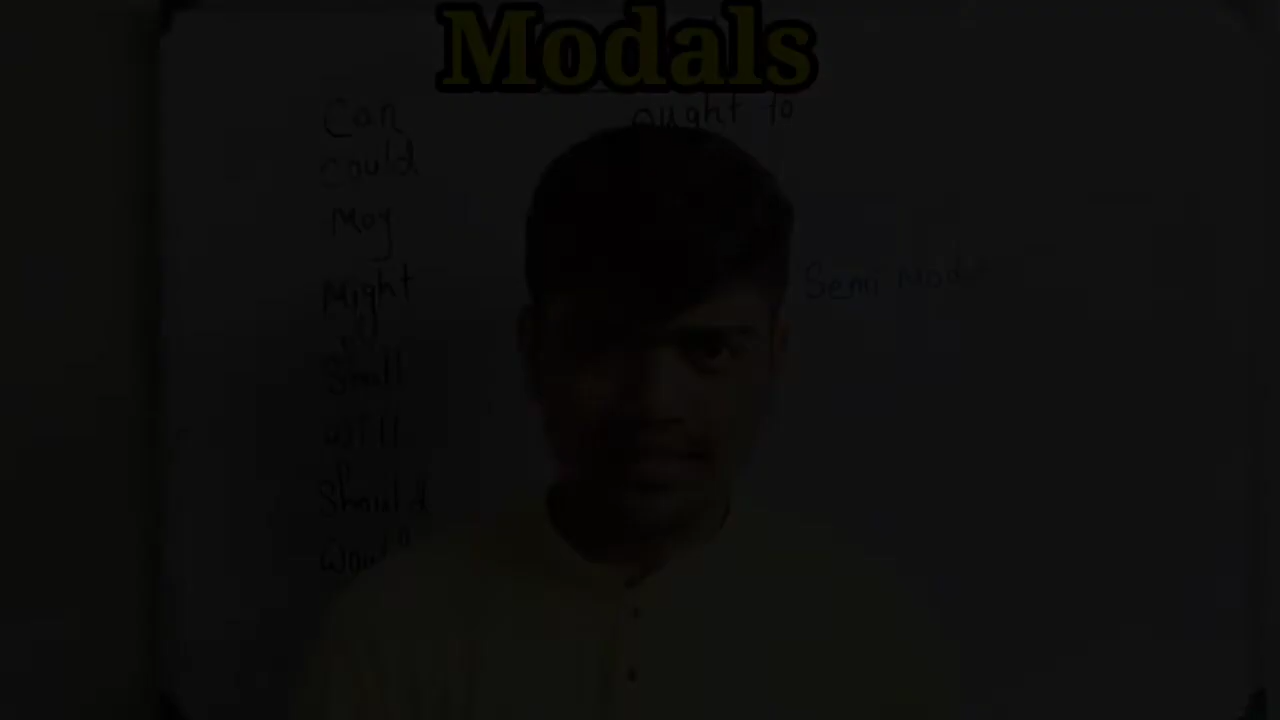 Modals
Can
could
May
Might
Shall
will
Should
Would
ought to
Semi Modal